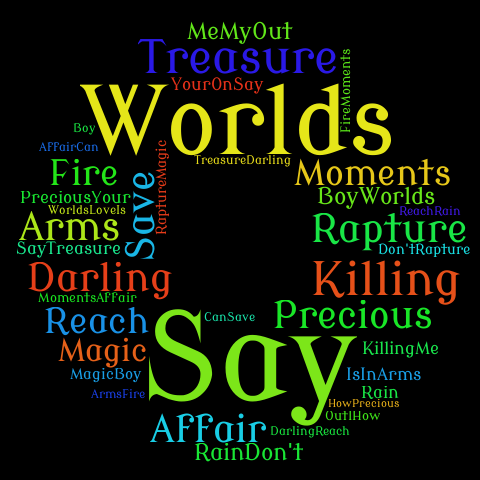 MeMyOut
Treasure
YourOnSay
FireMoments
Worlds
Boy
AffairCan
TreasureDarling
RaptureMagic
Fire
Moments
Save
PreciousYour
BoyWorlds
WorldsLoveIs
ReachRain
Arms
Rapture
SayTreasure
Don'tRapture
Darling
Killing
MomentsAffair
Reach
CanSave
Precious
Say
Magic
KillingMe
MagicBoy
IsInArms
ArmsFire
Rain
HowPrecious
OutIHow
Affair
DarlingReach
RainDon't